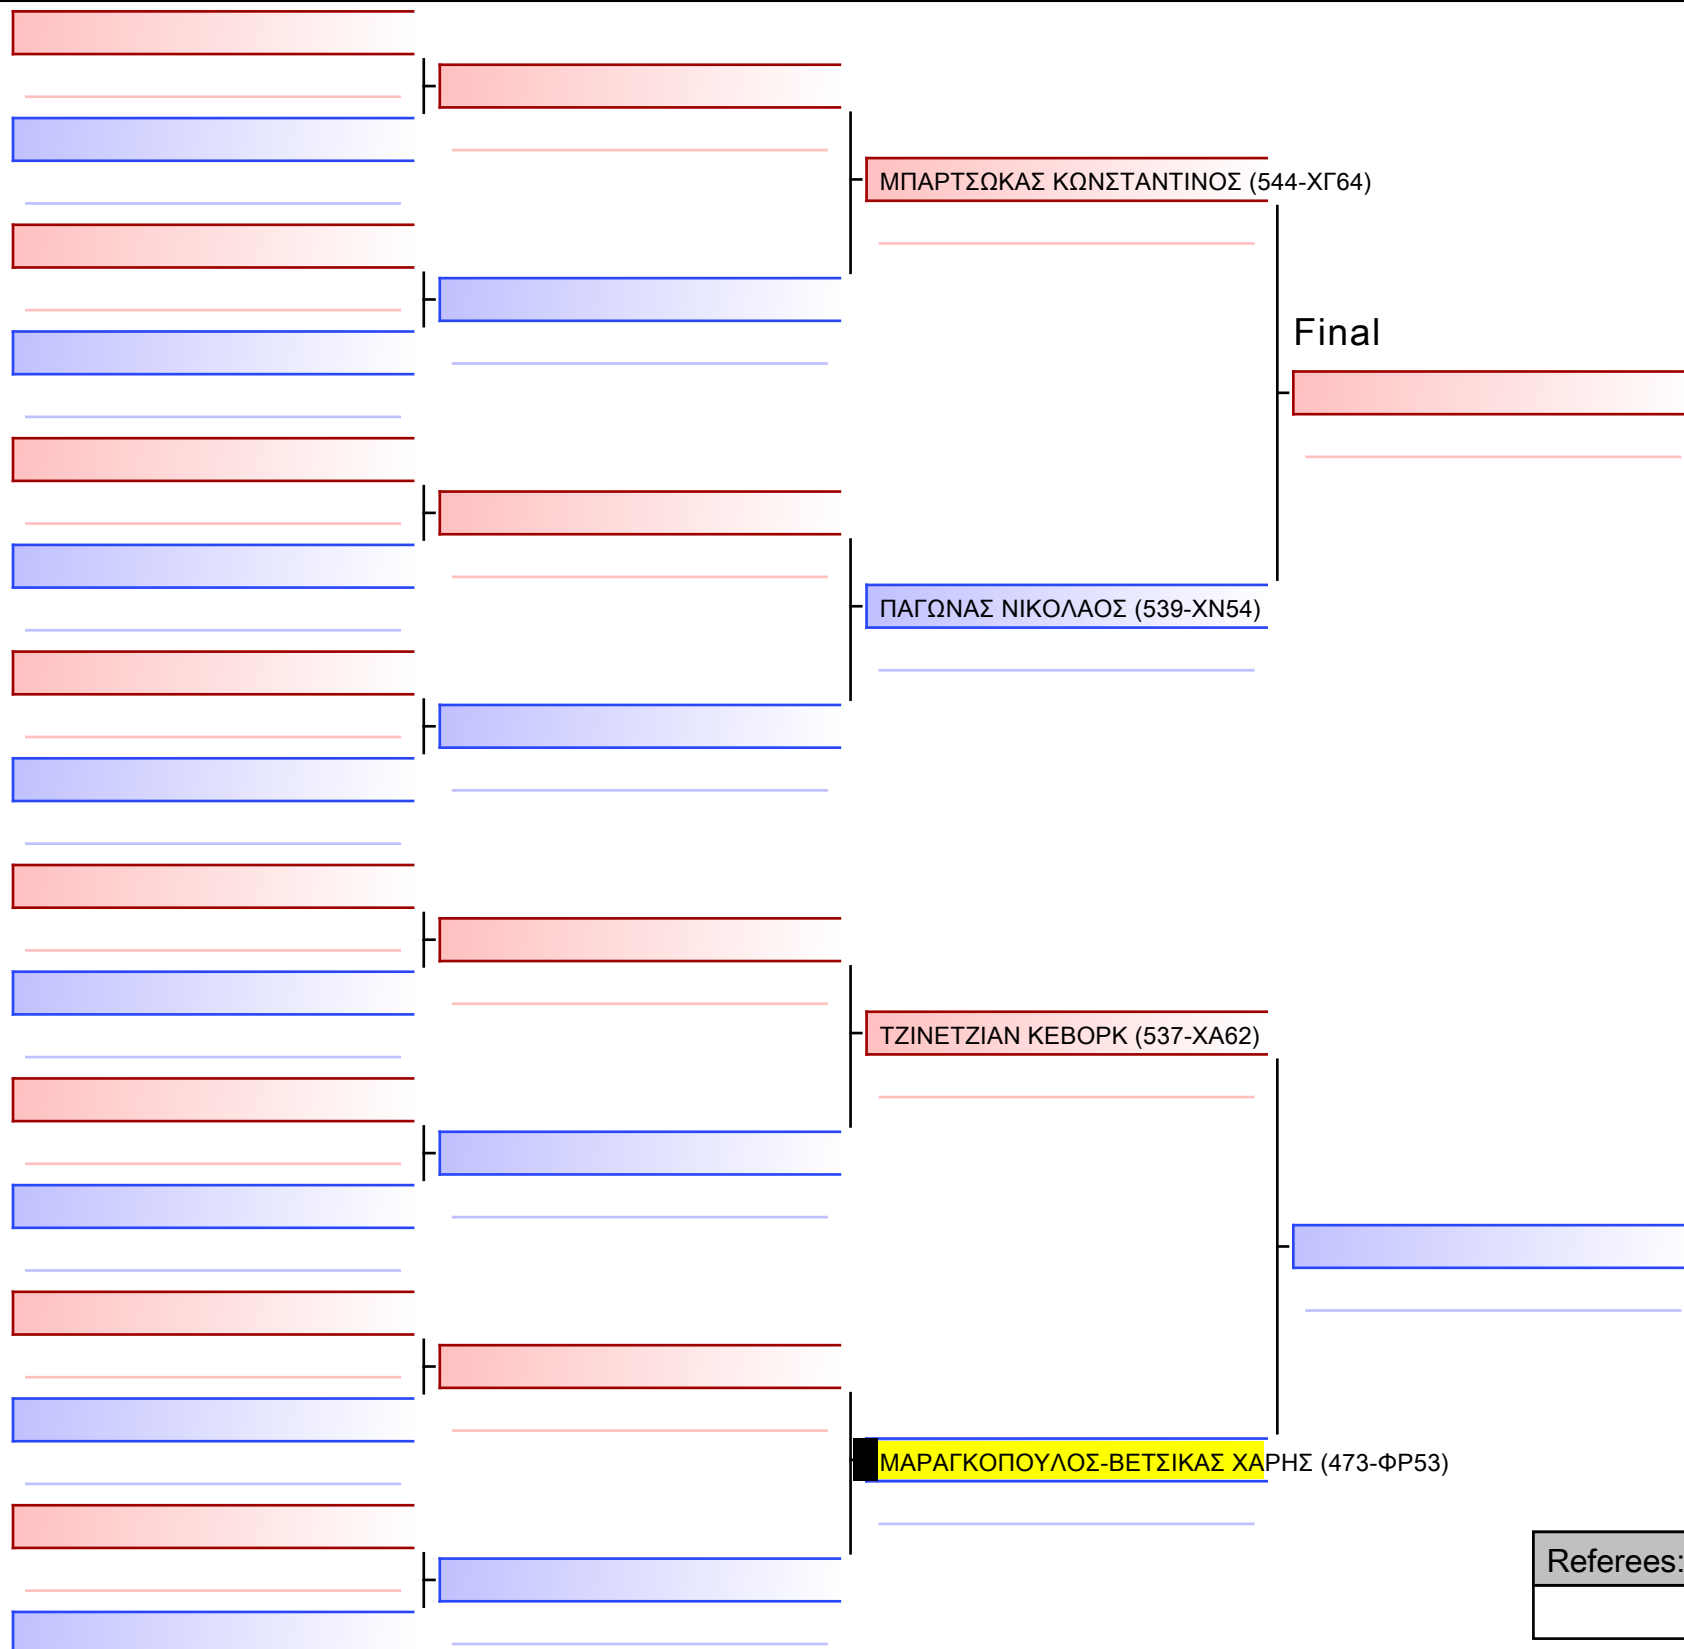 ΜΠΑΡΤΣΩΚΑΣ ΚΩΝΣΤΑΝΤΙΝΟΣ (544-ΧΓ64)
Final
ΠΑΓΩΝΑΣ ΝΙΚΟΛΑΟΣ (539-ΧΝ54)
ΤΖΙΝΕΤΖΙΑΝ ΚΕΒΟΡΚ (537-ΧΑ62)
ΜΑΡΑΓΚΟΠΟΥΛΟΣ-ΒΕΤΣΙΚΑΣ ΧΑΡΗΣ (473-ΦΡ53)
Referees: